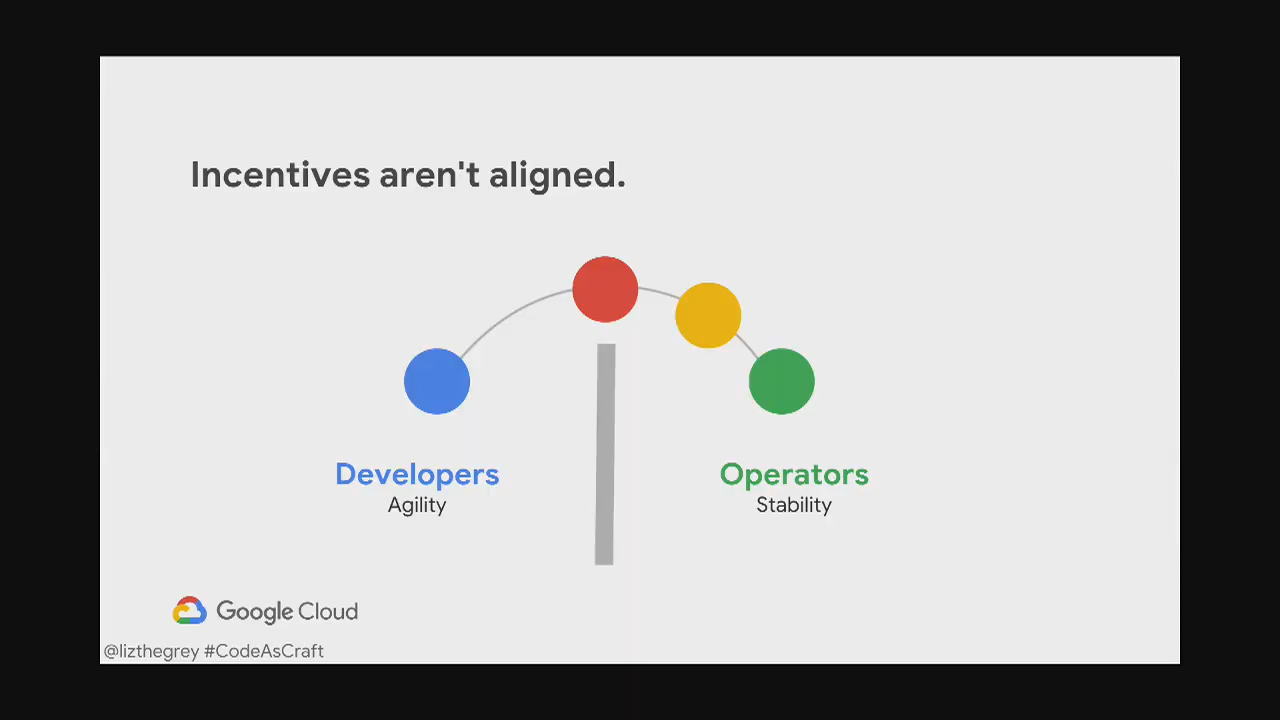 Incentives aren't aligned.
Developers
Agility
Operators
Stability
Google Cloud
@lizthegrey #CodeAsCraft